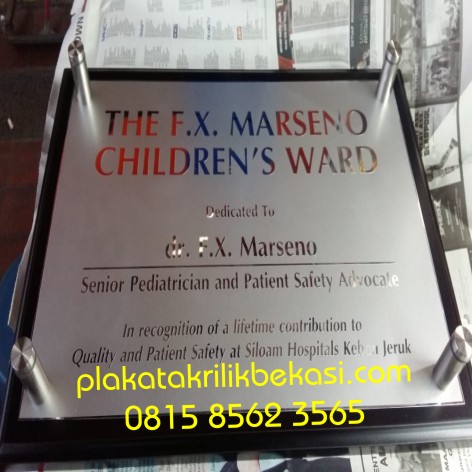 THE F.X. MARSENO
CHILDREN'S WARD
Dedicated To
dr. F.X. Marseno
Senior Pediatrician and Patient Safety Advocate
In recognition of a lifetime contribution to
Quality and Patient Safety at Siloam Hospitals Kebon Jeruk
plakatakrilikbekasi.com
0815 8562 3565